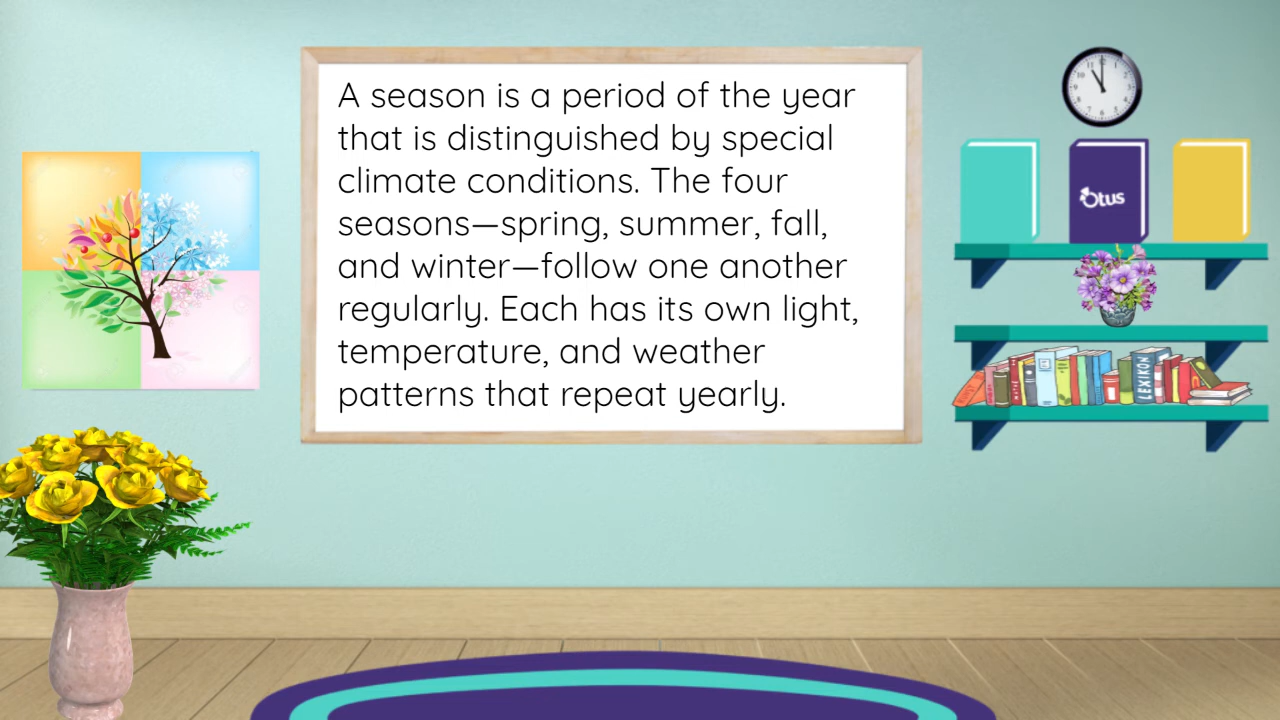 A season is a period of the year
that is distinguished by special
climate conditions. The four
seasons—spring, summer, fall,
and winter—follow one another
regularly. Each has its own light,
temperature, and weather
patterns that repeat yearly.
Otus
LEXIKON